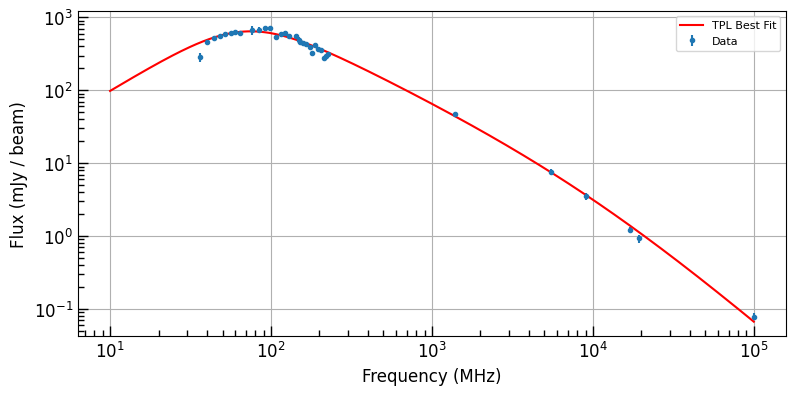 TPL Best Fit
Data
Flux (mJy / beam)
10³
10²
10¹
10⁰
10⁻¹
10¹ 10² 10³ 10⁴ 10⁵
Frequency (MHz)